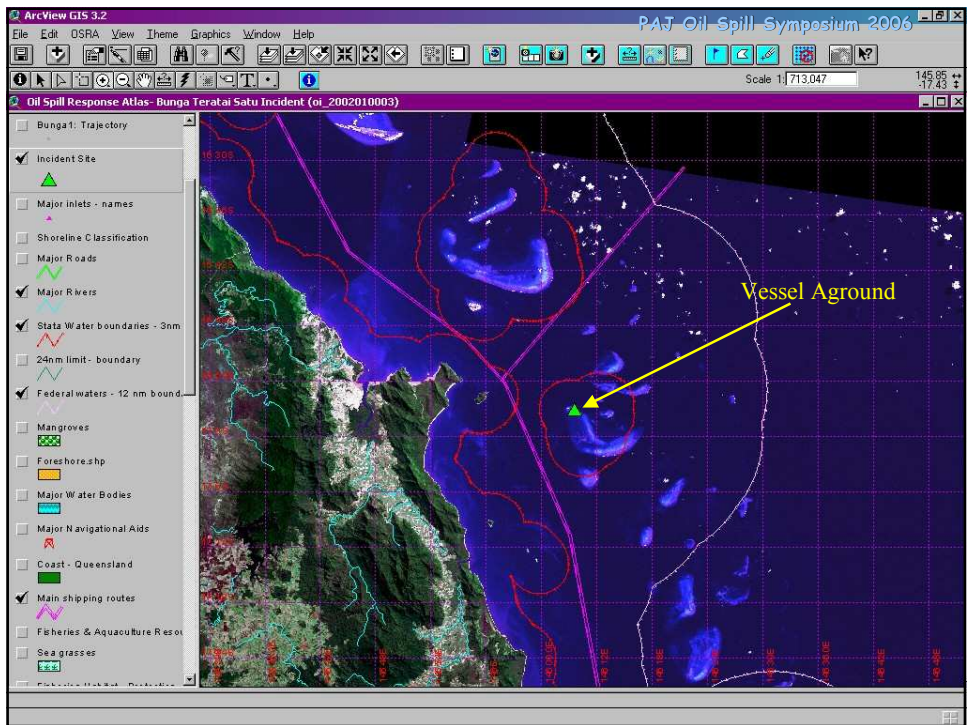 ArcView GIS 3.2
PAJ Oil Spill Symposium 2006
File Edit OSRA View Theme Graphics Window Help
Scale 1: 713,047
145.85
-17.43
Oil Spill Response Atlas- Bunga Teratai Satu Incident (oi_2002010003)
Bunga1: Trajectory
Incident Site
Major inlets - names
Shoreline Classification
Major Roads
Major Rivers
Stata Water boundaries - 3nm
24nm limit - boundary
Federal waters - 12 nm bound.
Mangroves
Foreshore.shp
Major Water Bodies
Major Navigational Aids
Coast - Queensland
Main shipping routes
Fisheries & Aquaculture Resou
Sea grasses
16 30S
Vessel Aground